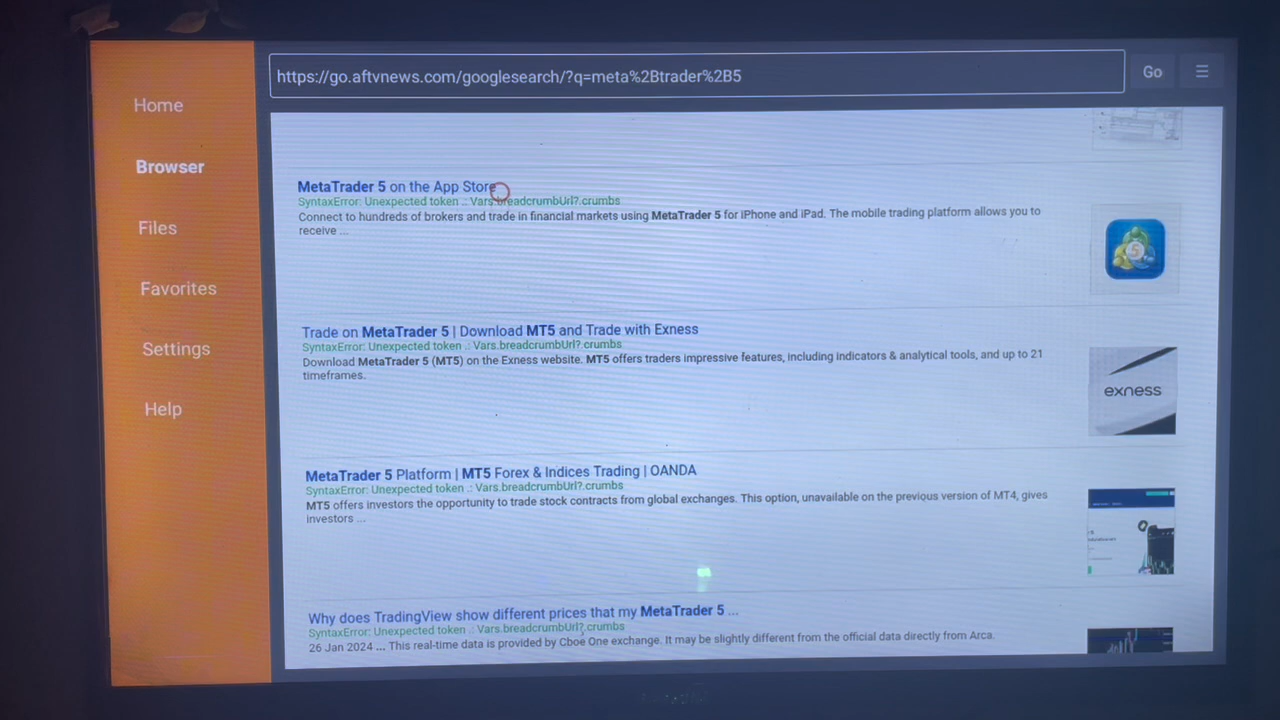 https://go.aftvnews.com/googlesearch/?q=meta%2Btrader%2B5
Go
☰
Home
Browser
Files
Favorites
Settings
Help
MetaTrader 5 on the App Store
SyntaxError: Unexpected token .: Vars.breadcrumbUrl?.crumbs
Connect to hundreds of brokers and trade in financial markets using MetaTrader 5 for iPhone and iPad. The mobile trading platform allows you to
receive ...
Trade on MetaTrader 5 | Download MT5 and Trade with Exness
SyntaxError: Unexpected token .: Vars.breadcrumbUrl?.crumbs
Download MetaTrader 5 (MT5) on the Exness website. MT5 offers traders impressive features, including indicators & analytical tools, and up to 21
timeframes.
exness
MetaTrader 5 Platform | MT5 Forex & Indices Trading | OANDA
SyntaxError: Unexpected token .: Vars.breadcrumbUrl?.crumbs
MT5 offers investors the opportunity to trade stock contracts from global exchanges. This option, unavailable on the previous version of MT4, gives
investors ...
Why does TradingView show different prices that my MetaTrader 5 ...
SyntaxError: Unexpected token .: Vars.breadcrumbUrl?.crumbs
26 Jan 2024 ... This real-time data is provided by Cboe One exchange. It may be slightly different from the official data directly from Arca.